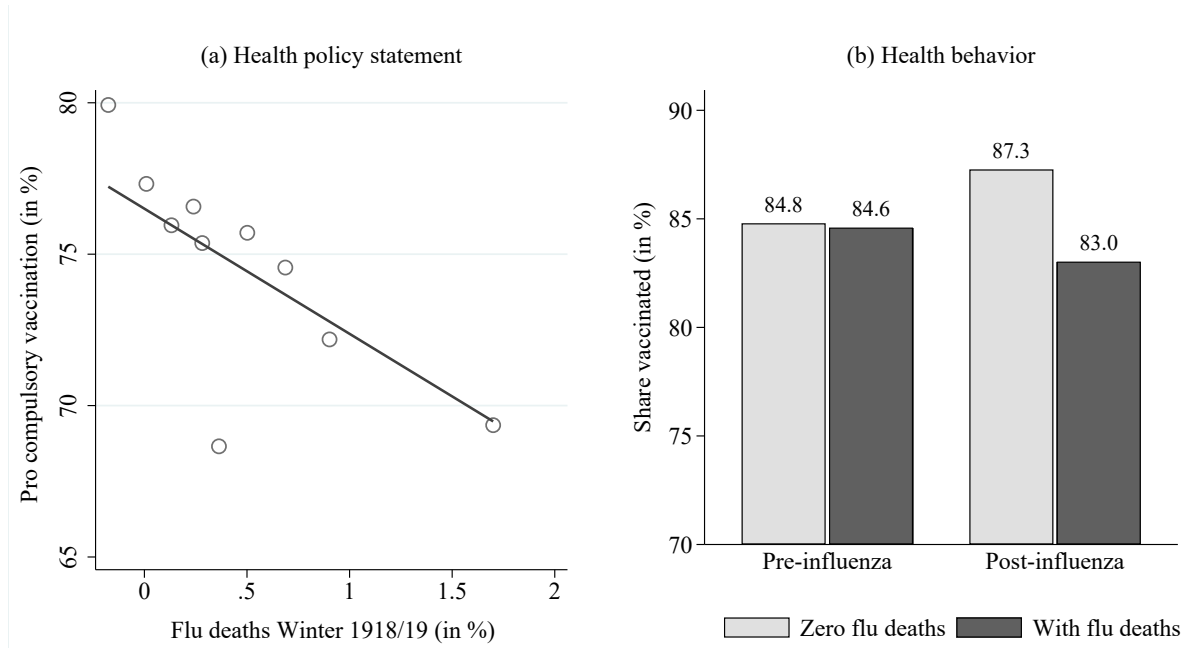 (a) Health policy statement
Pro compulsory vaccination (in %)
80
75
70
65
0
.5
1
1.5
2
Flu deaths Winter 1918/19 (in %)
(b) Health behavior
Share vaccinated (in %)
90
85
80
75
70
84.8
84.6
87.3
83.0
Pre-influenza
Post-influenza
Zero flu deaths
With flu deaths